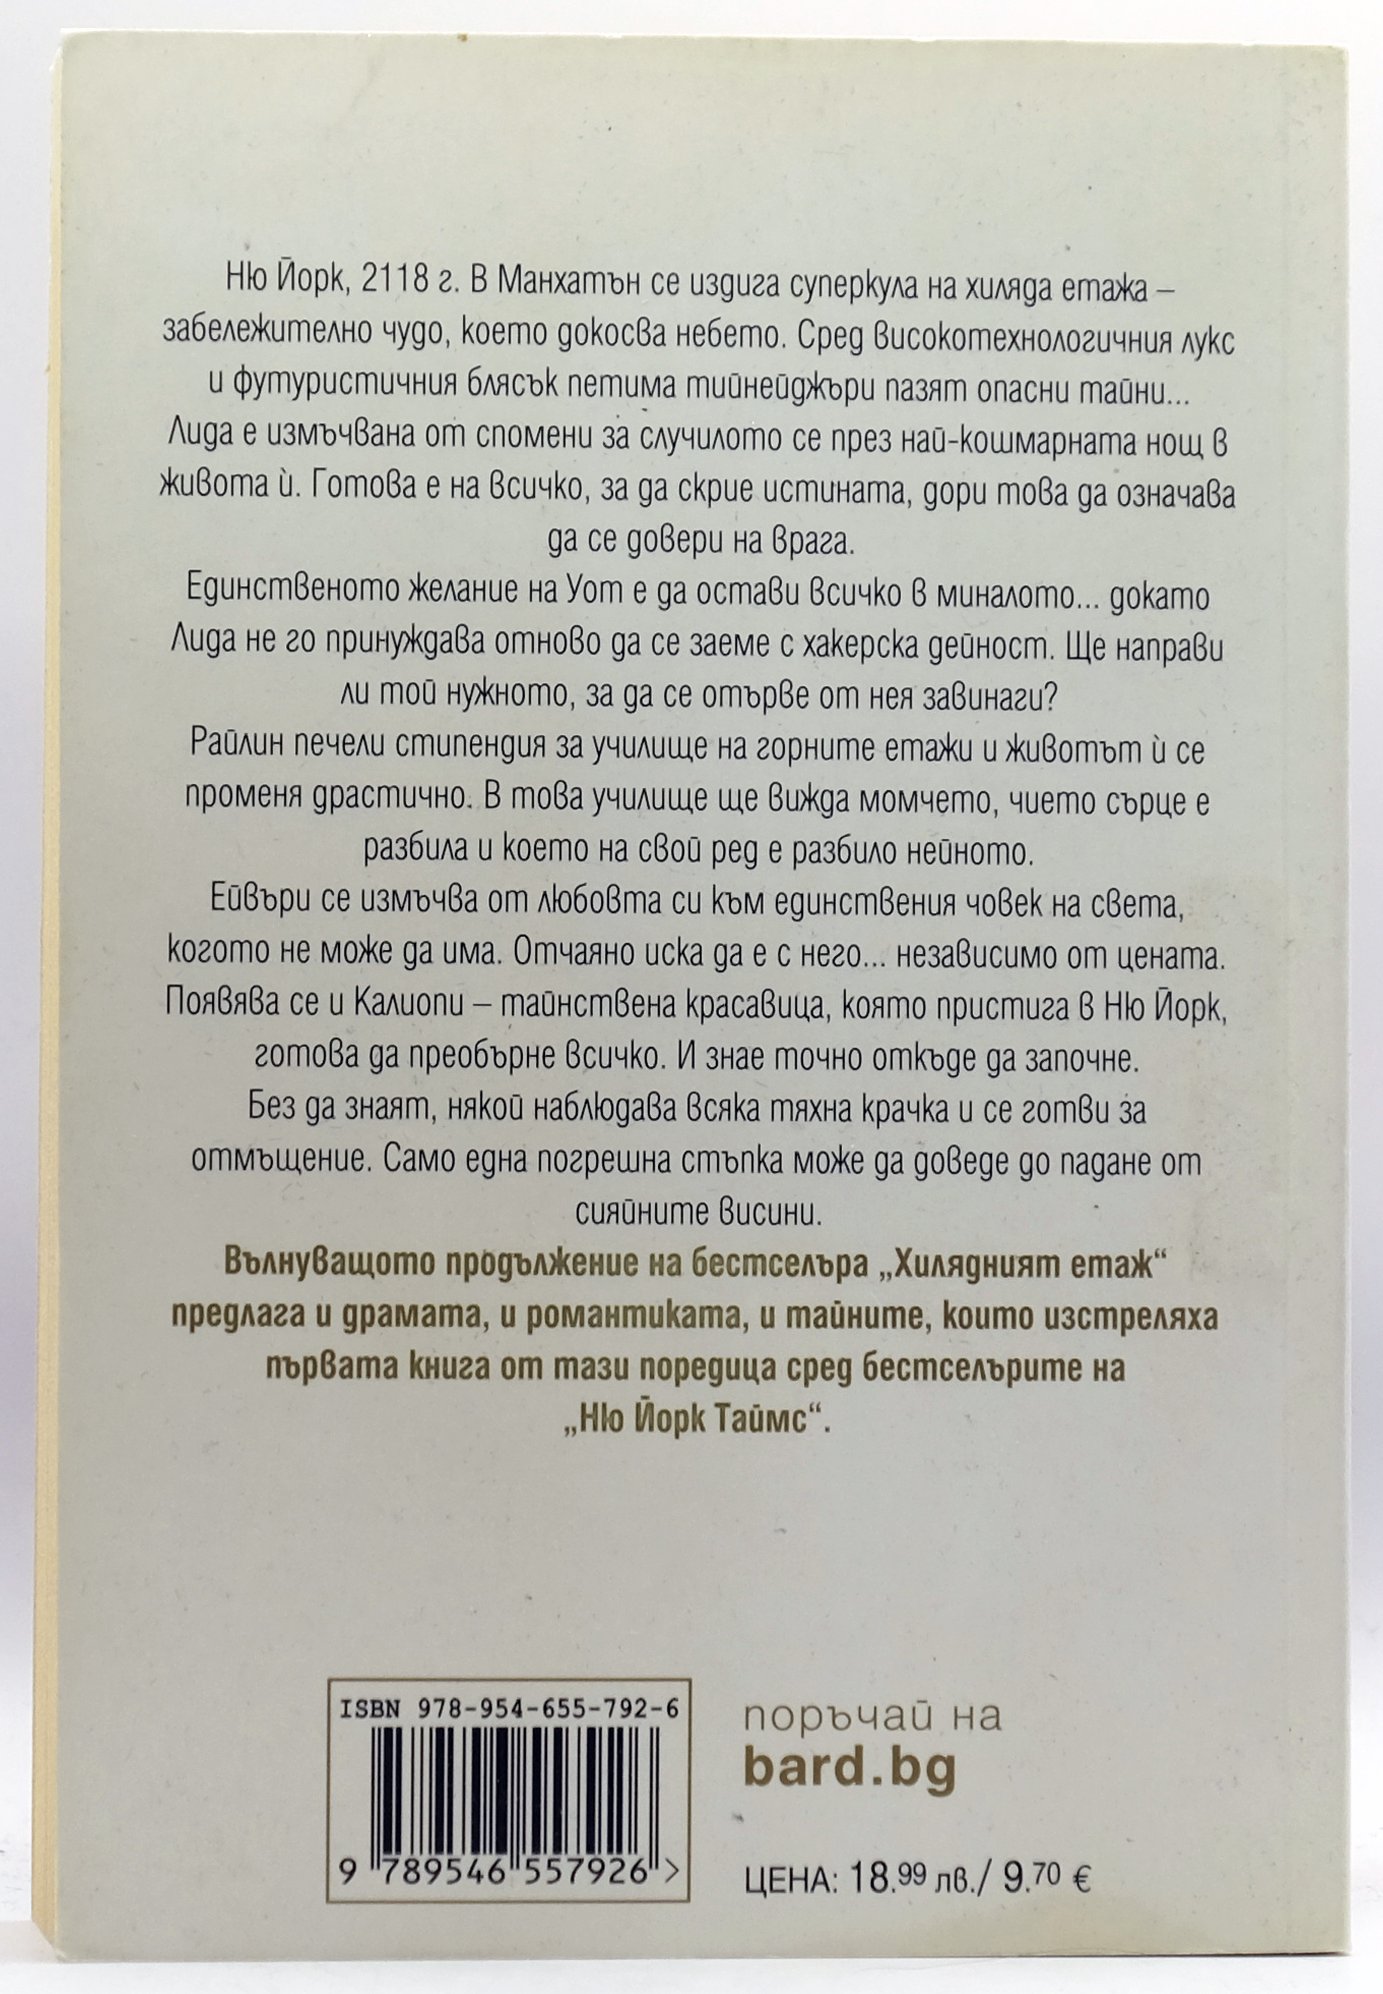 Ню Йорк, 2118 г. В Манхатън се издига суперкула на хиляда етажа –
забележително чудо, което докосва небето. Сред високотехнологичния лукс
и футуристичния блясък петима тийнейджъри пазят опасни тайни...
Лида е измъчвана от спомени за случилото се през най-кошмарната нощ в
живота ѝ. Готова е на всичко, за да скрие истината, дори това да означава
да се довери на врага.
Единственото желание на Уот е да остави всичко в миналото... докато
Лида не го принуждава отново да се заеме с хакерска дейност. Ще направи
ли той нужното, за да се отърве от нея завинаги?
Райлин печели стипендия за училище на горните етажи и животът ѝ се
променя драстично. В това училище ще вижда момчето, чието сърце е
разбила и което на свой ред е разбило нейното.
Ейвъри се измъчва от любовта си към единствения човек на света,
когото не може да има. Отчаяно иска да е с него... независимо от цената.
Появява се и Калиопи – тайнствена красавица, която пристига в Ню Йорк,
готова да преобърне всичко. И знае точно откъде да започне.
Без да знаят, някой наблюдава всяка тяхна крачка и се готви за
отмъщение. Само една погрешна стъпка може да доведе до падане от
сияйните висини.
Вълнуващото продължение на бестселъра „Хилядният етаж“
предлага и драмата, и романтиката, и тайните, които изстреляха
първата книга от тази поредица сред бестселърите на
„Ню Йорк Таймс“.
ISBN 978-954-655-792-6
9 789546 557926 >
поръчай на
bard.bg
ЦЕНА: 18.99 лв./ 9.70 €